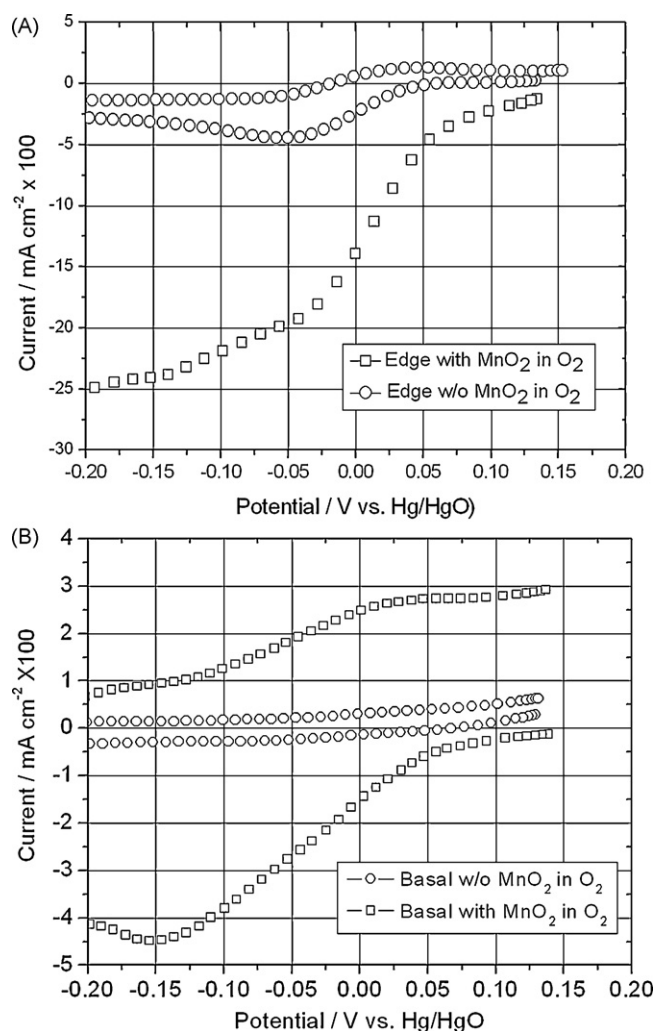 (A)
5
0
-5
-10
-15
-20
-25
-30
Current / mA cm⁻² x 100
Edge with MnO₂ in O₂
Edge w/o MnO₂ in O₂
-0.20 -0.15 -0.10 -0.05 0.00 0.05 0.10 0.15 0.20
Potential / V vs. Hg/HgO)
(B)
4
3
2
1
0
-1
-2
-3
-4
-5
Current / mA cm⁻² X100
Basal w/o MnO₂ in O₂
Basal with MnO₂ in O₂
-0.20 -0.15 -0.10 -0.05 0.00 0.05 0.10 0.15 0.20
Potential / V vs. Hg/HgO